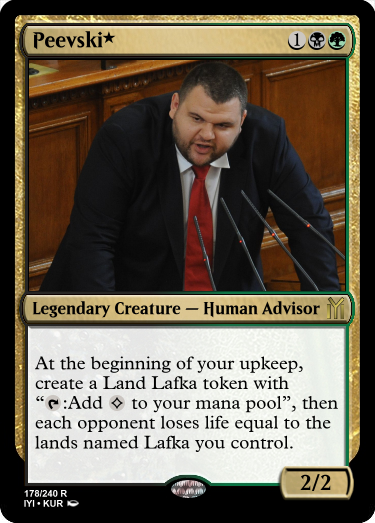 Peevski★ 1
Legendary Creature — Human Advisor
At the beginning of your upkeep,
create a Land Lafka token with
“:Add to your mana pool”, then
each opponent loses life equal to the
lands named Lafka you control.
2/2
178/240 R
IYI • KUR